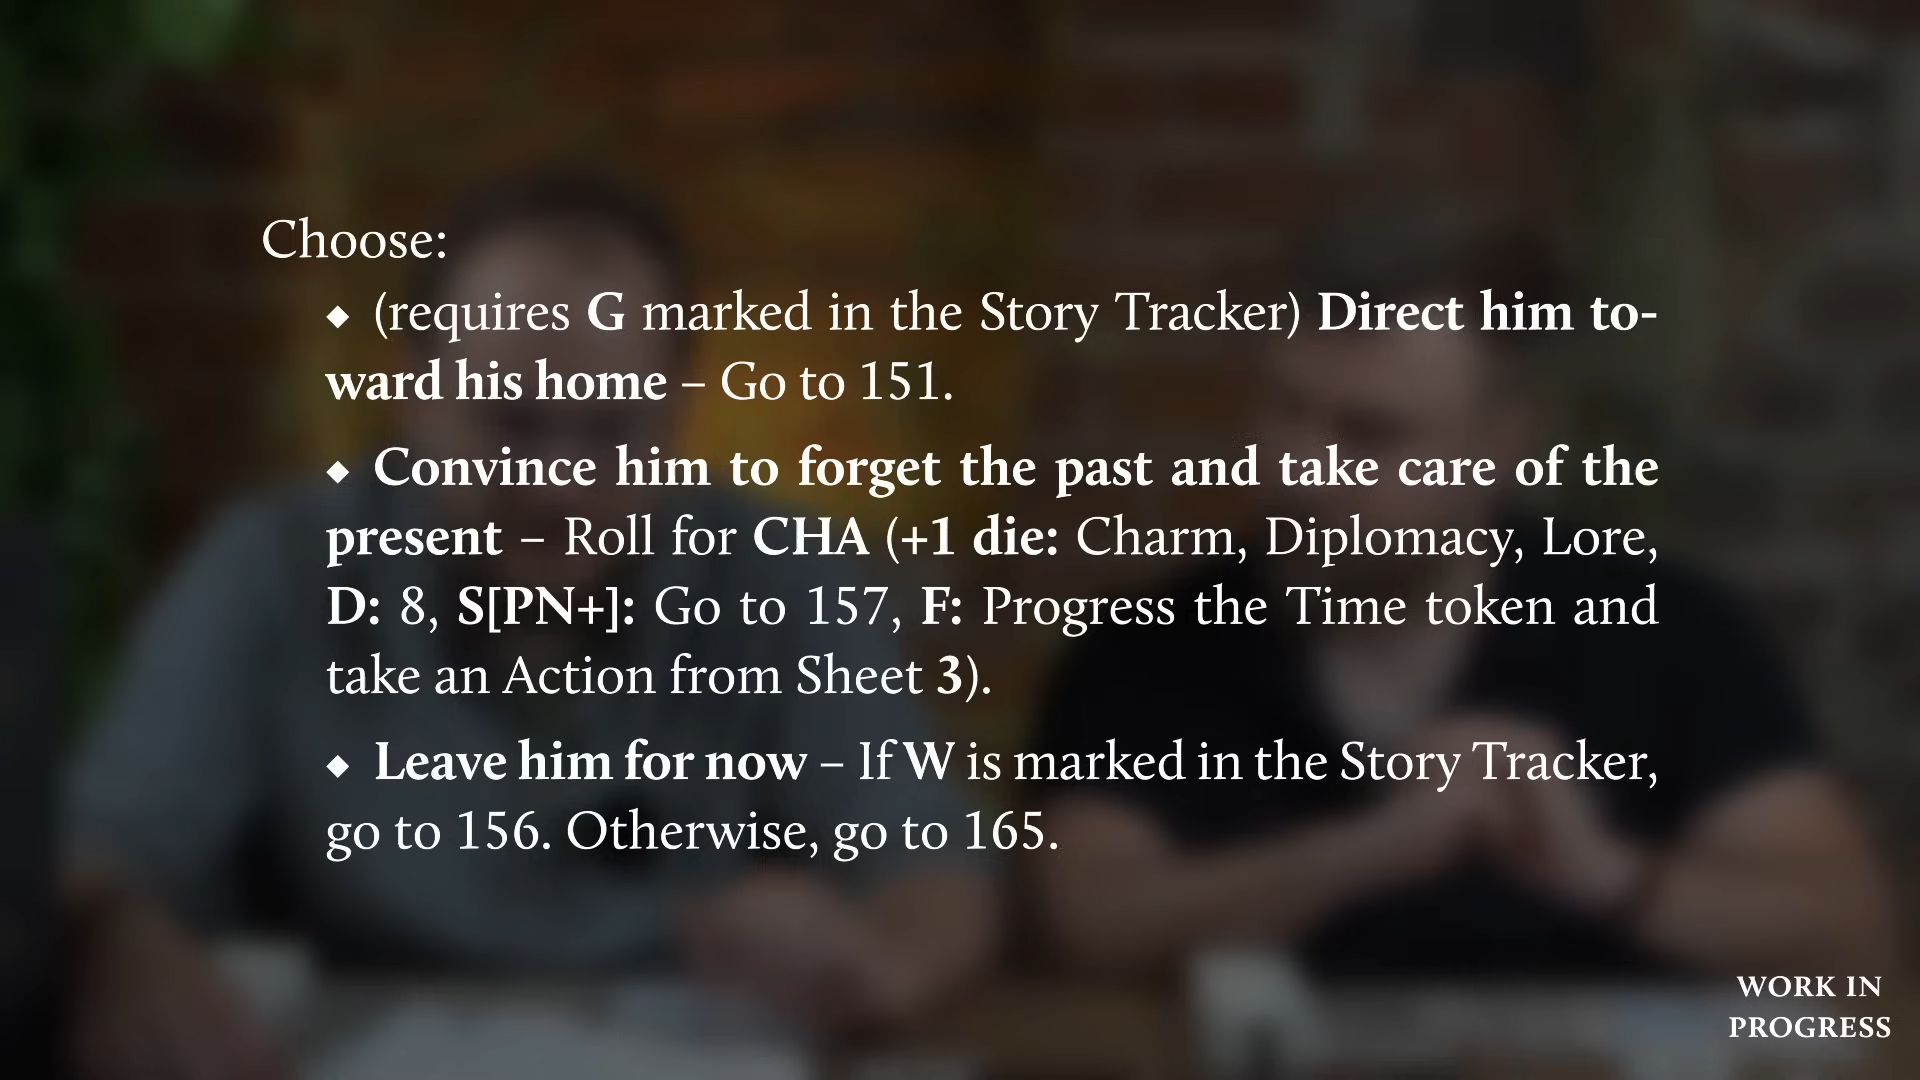 Choose:
◆ (requires G marked in the Story Tracker) Direct him to-
ward his home – Go to 151.
◆ Convince him to forget the past and take care of the
present – Roll for CHA (+1 die: Charm, Diplomacy, Lore,
D: 8, S[PN+]: Go to 157, F: Progress the Time token and
take an Action from Sheet 3).
◆ Leave him for now – If W is marked in the Story Tracker,
go to 156. Otherwise, go to 165.
WORK IN
PROGRESS